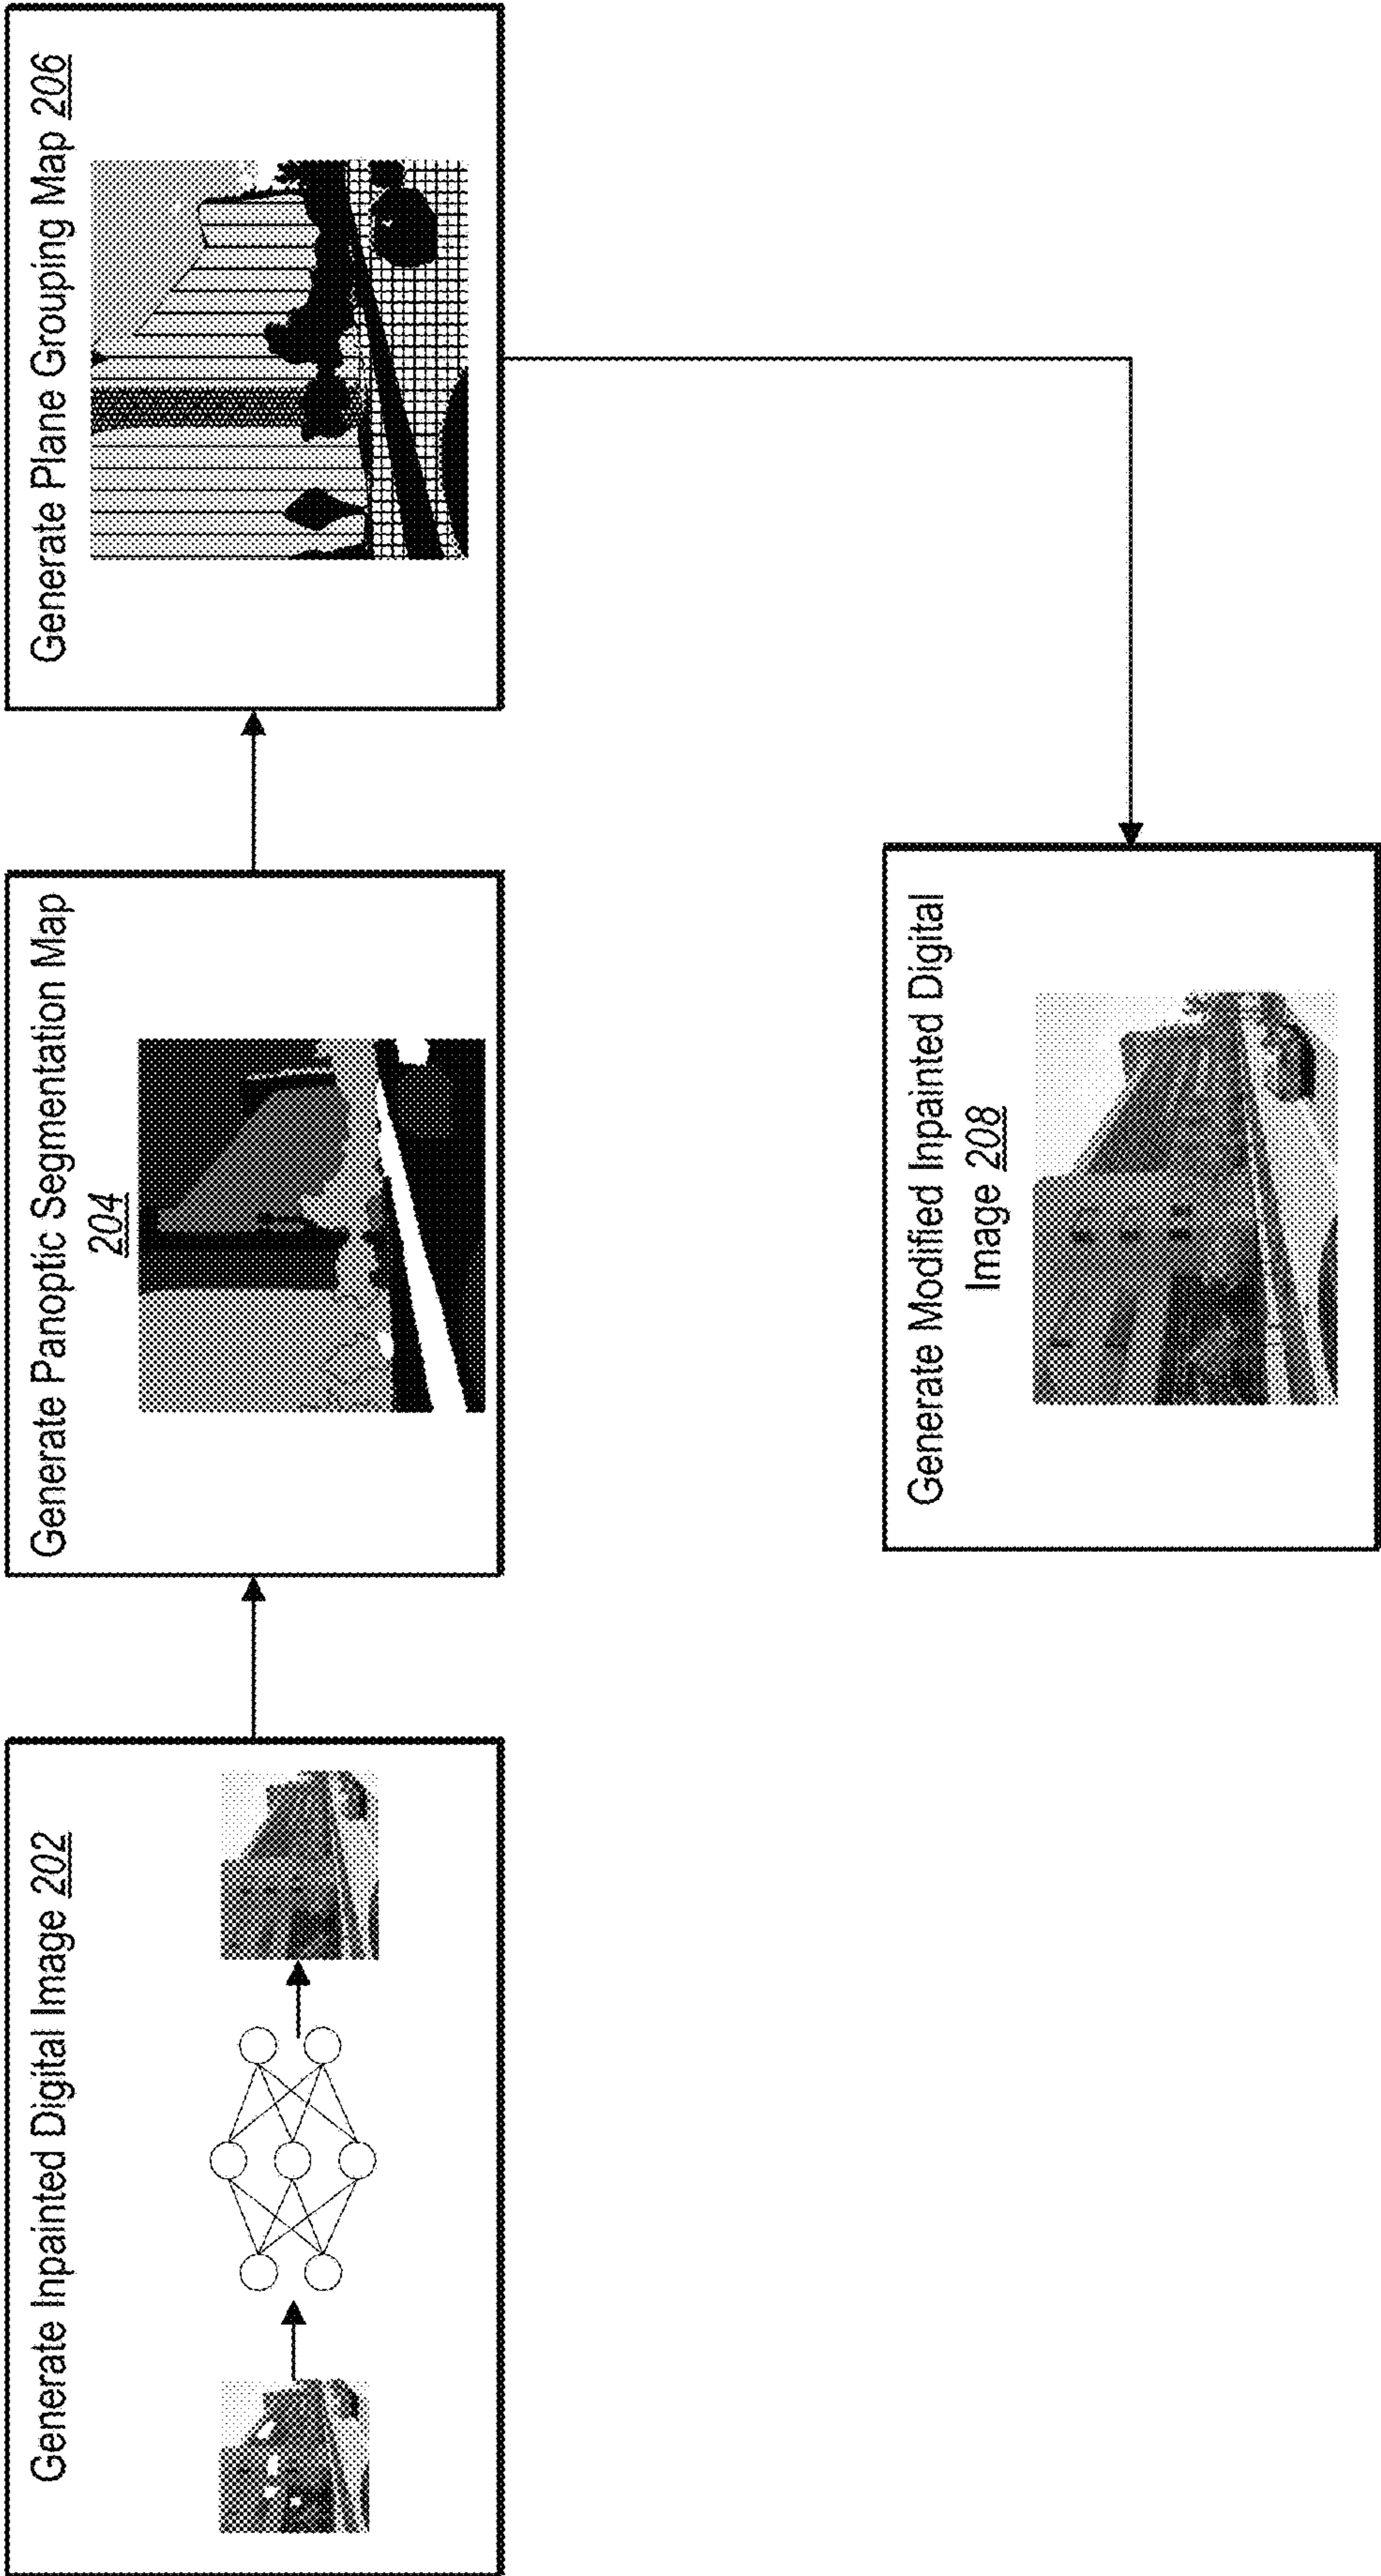 Generate Inpainted Digital Image 202
Generate Panoptic Segmentation Map
204
Generate Plane Grouping Map 206
Generate Modified Inpainted Digital
Image 208